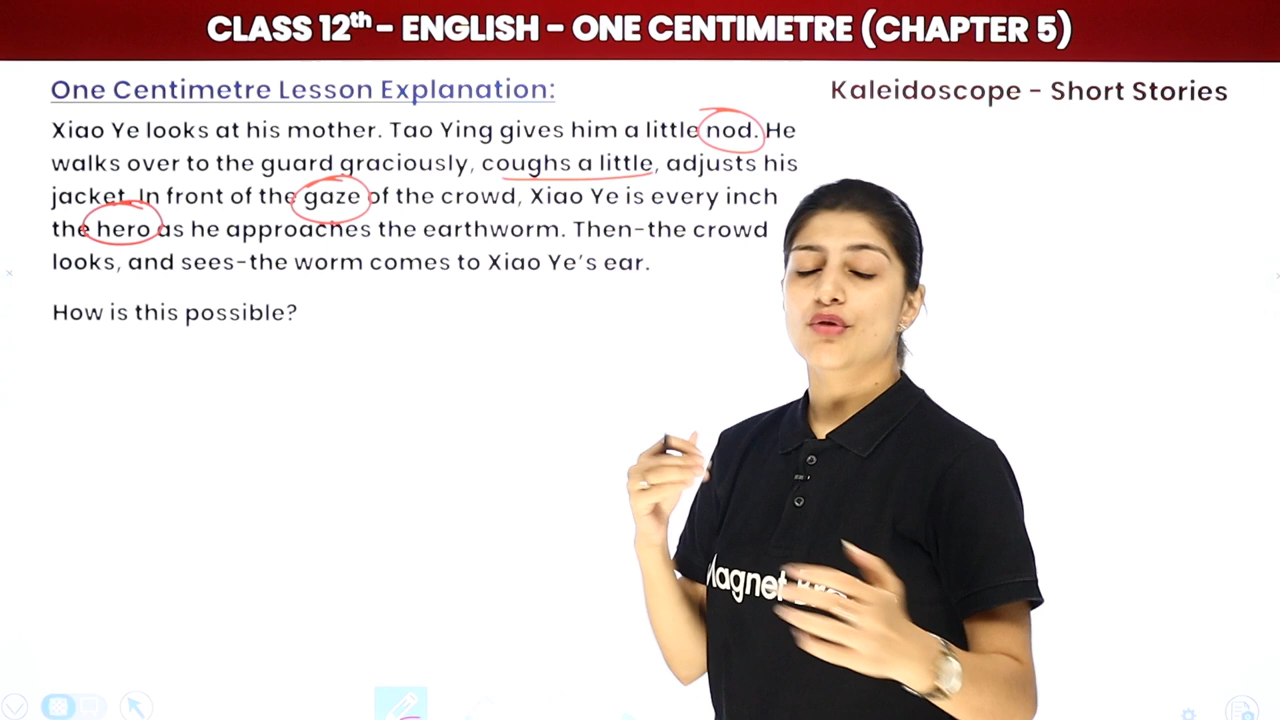 CLASS 12th - ENGLISH - ONE CENTIMETRE (CHAPTER 5)
One Centimetre Lesson Explanation:
Kaleidoscope - Short Stories
Xiao Ye looks at his mother. Tao Ying gives him a little nod. He
walks over to the guard graciously, coughs a little, adjusts his
jacket. In front of the gaze of the crowd, Xiao Ye is every inch
the hero as he approaches the earthworm. Then-the crowd
looks, and sees-the worm comes to Xiao Ye's ear.
How is this possible?
Magnet